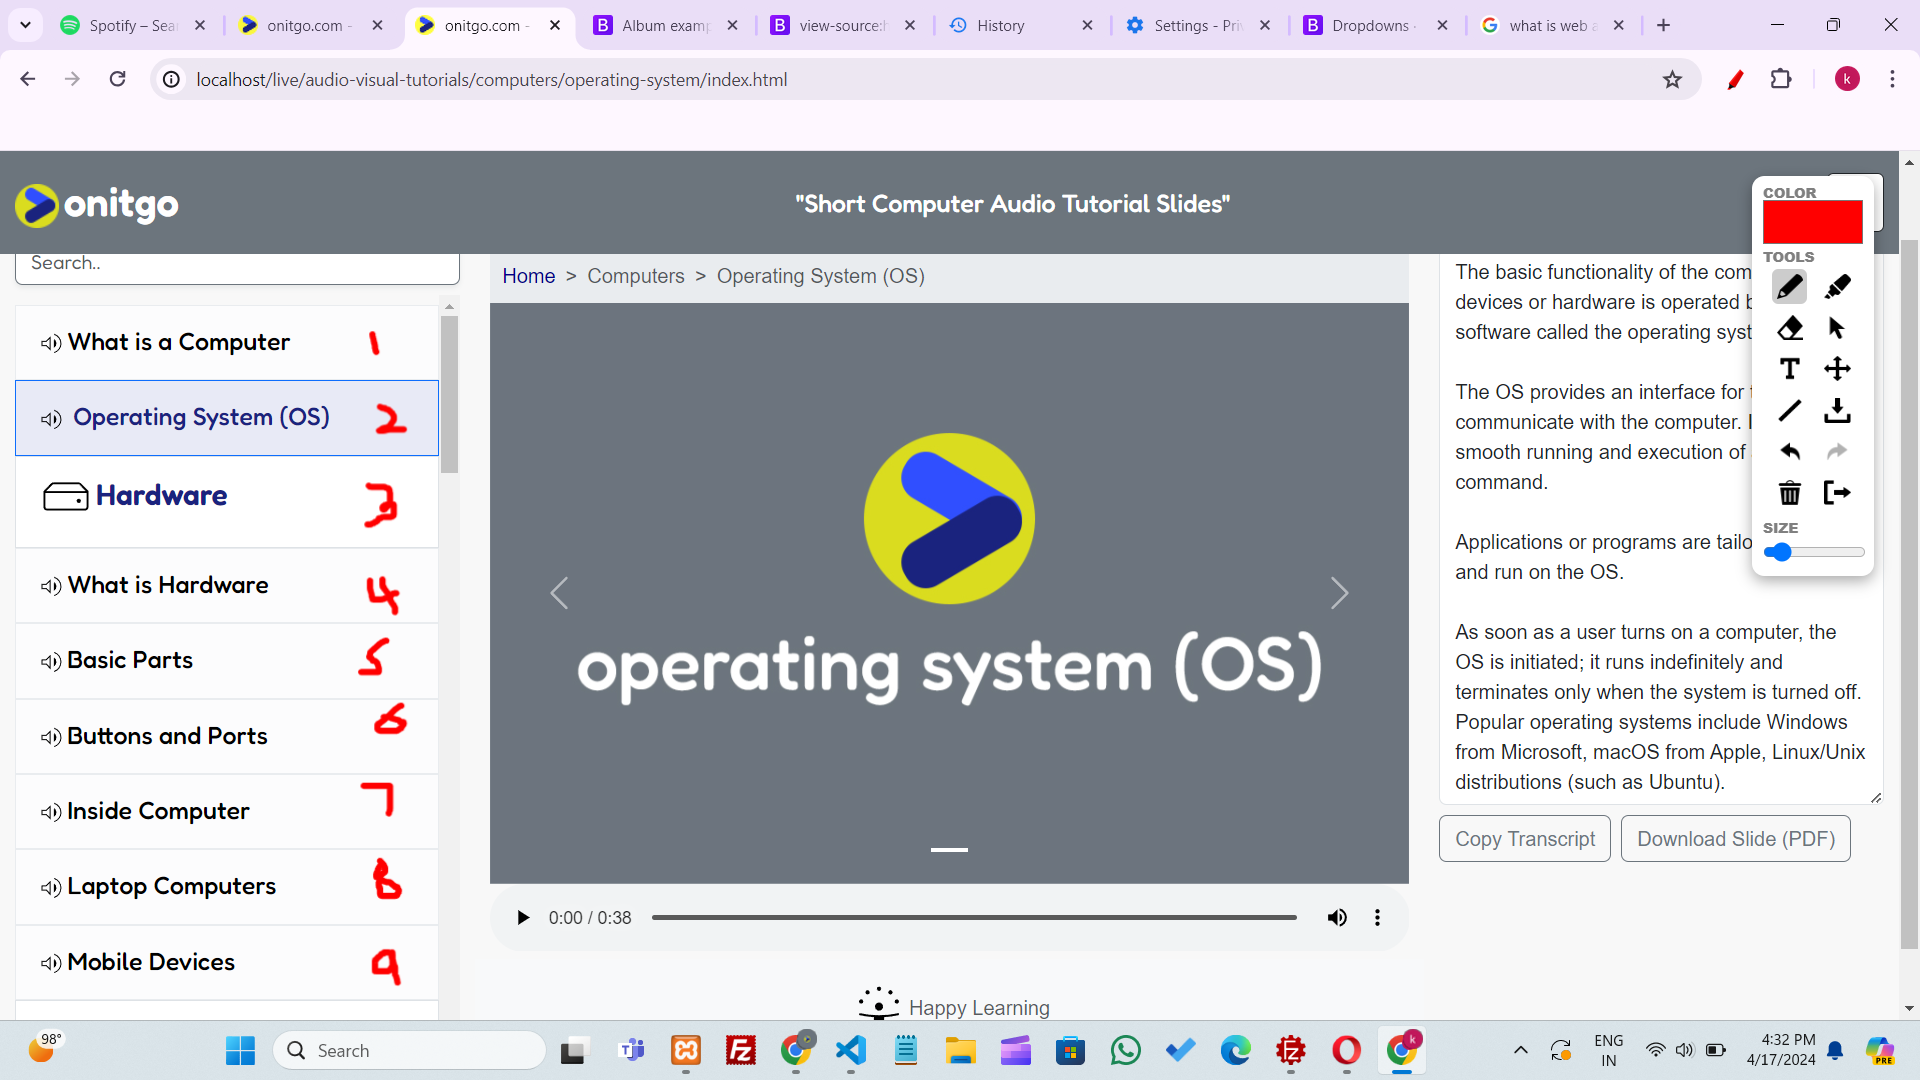 Spotify – Sear
onitgo.com -
onitgo.com -
B
Album examp
B
view-source:h
History
Settings - Pri
B
Dropdowns ·
what is web a
localhost/live/audio-visual-tutorials/computers/operating-system/index.html
k
onitgo
"Short Computer Audio Tutorial Slides"
Search..
What is a Computer 1
Operating System (OS) 2
Hardware 3
What is Hardware 4
Basic Parts 5
Buttons and Ports 6
Inside Computer 7
Laptop Computers 8
Mobile Devices 9
Home > Computers > Operating System (OS)
operating system (OS)
0:00 / 0:38
Happy Learning
The basic functionality of the com
devices or hardware is operated b
software called the operating syst
The OS provides an interface for
communicate with the computer. I
smooth running and execution of
command.
Applications or programs are tailo
and run on the OS.
As soon as a user turns on a computer, the
OS is initiated; it runs indefinitely and
terminates only when the system is turned off.
Popular operating systems include Windows
from Microsoft, macOS from Apple, Linux/Unix
distributions (such as Ubuntu).
Copy Transcript
Download Slide (PDF)
COLOR
TOOLS
T
SIZE
98°
Search
ENG
IN
4:32 PM
4/17/2024
PRE